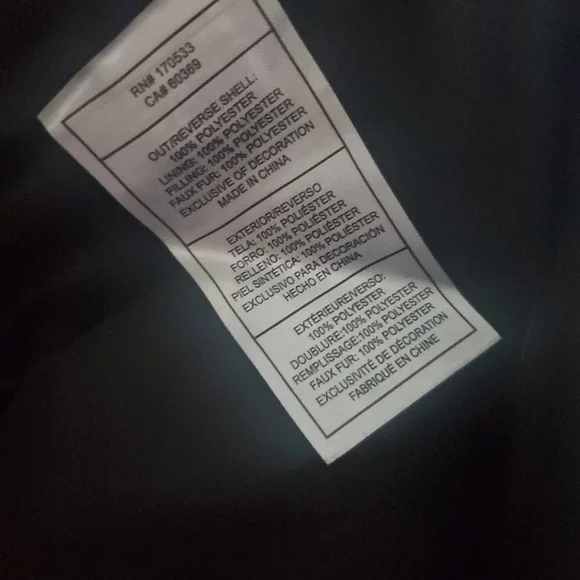 RN# 170533
CA# 60369
OUT/REVERSE SHELL:
100% POLYESTER
LINING: 100% POLYESTER
FILLING: 100% POLYESTER
FAUX FUR: 100% POLYESTER
EXCLUSIVE OF DECORATION
MADE IN CHINA
EXTERIOR/REVERSO
TELA: 100% POLIÉSTER
FORRO: 100% POLIÉSTER
RELLENO: 100% POLIÉSTER
PIEL SINTÉTICA: 100% POLIÉSTER
EXCLUSIVO PARA DECORACIÓN
HECHO EN CHINA
EXTÉRIEURE/VERSO:
100% POLYESTER
DOUBLURE:100% POLYESTER
REMPLISSAGE:100% POLYESTER
FAUX FUR: 100% POLYESTER
EXCLUSIVITÉ DE DÉCORATION
FABRIQUÉ EN CHINE